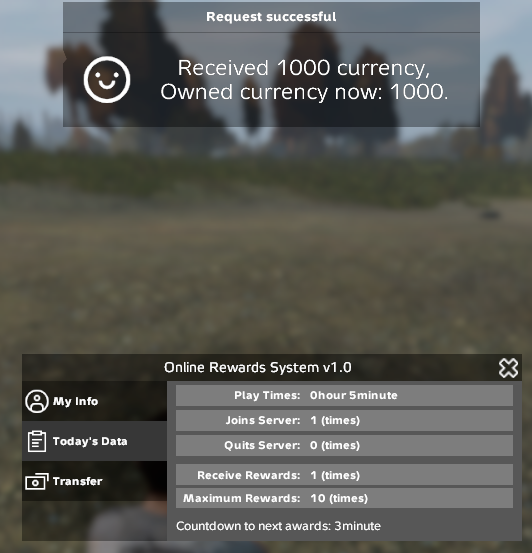 Request successful
Received 1000 currency,
Owned currency now: 1000.
Online Rewards System v1.0
My Info
Today's Data
Transfer
Play Times: 0hour 5minute
Joins Server: 1 (times)
Quits Server: 0 (times)
Receive Rewards: 1 (times)
Maximum Rewards: 10 (times)
Countdown to next awards: 3minute